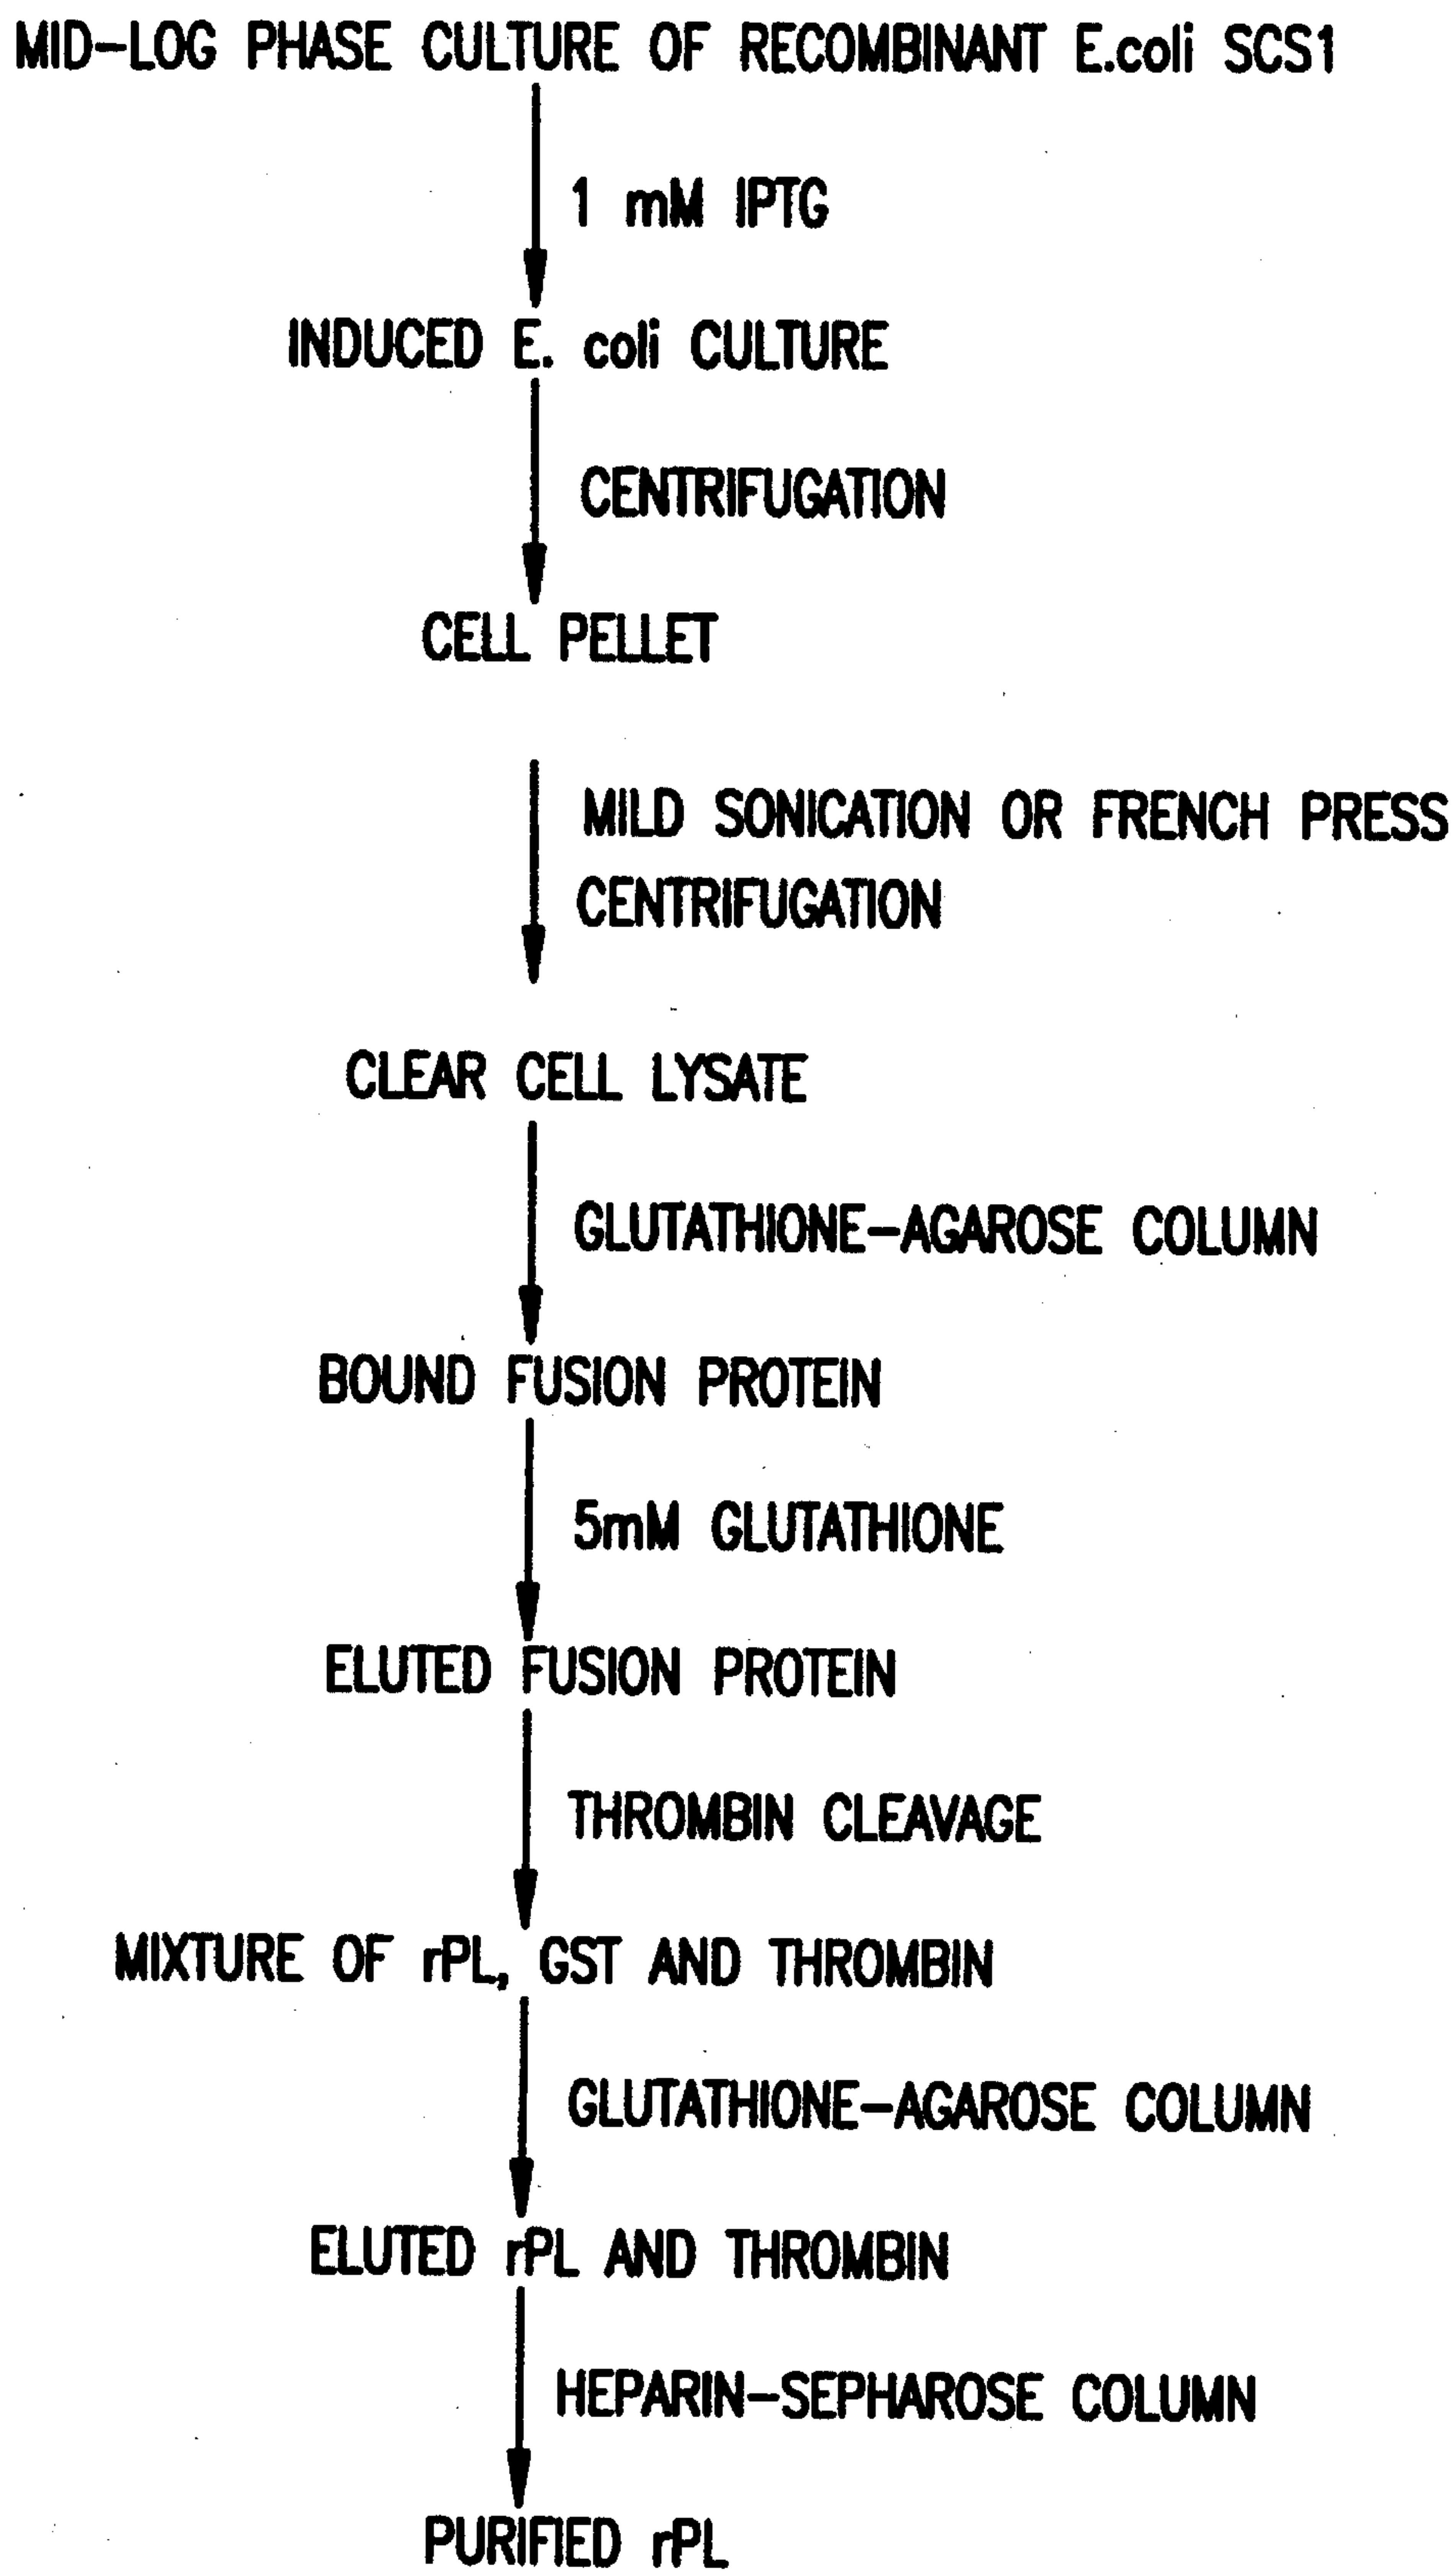 MID-LOG PHASE CULTURE OF RECOMBINANT E.coli SCS1
1 mM IPTG
INDUCED E. coli CULTURE
CENTRIFUGATION
CELL PELLET
MILD SONICATION OR FRENCH PRESS
CENTRIFUGATION
CLEAR CELL LYSATE
GLUTATHIONE-AGAROSE COLUMN
BOUND FUSION PROTEIN
5mM GLUTATHIONE
ELUTED FUSION PROTEIN
THROMBIN CLEAVAGE
MIXTURE OF rPL, GST AND THROMBIN
GLUTATHIONE-AGAROSE COLUMN
ELUTED rPL AND THROMBIN
HEPARIN-SEPHAROSE COLUMN
PURIFIED rPL